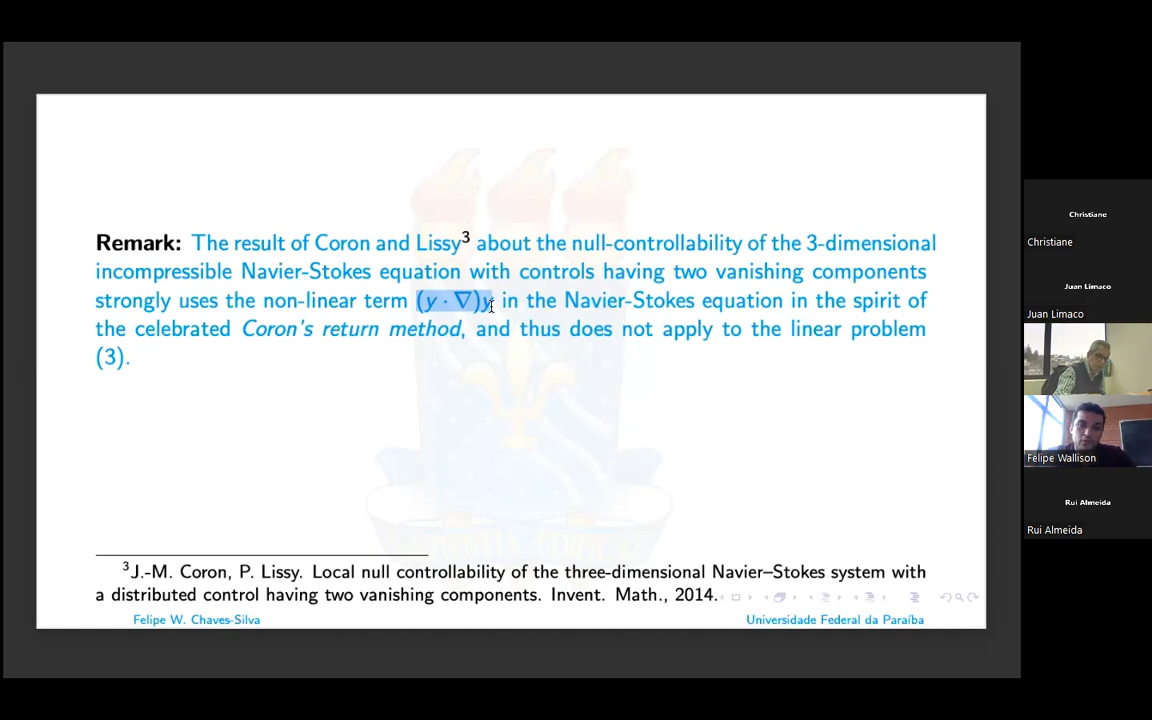 Remark: The result of Coron and Lissy³ about the null-controllability of the 3-dimensional
incompressible Navier-Stokes equation with controls having two vanishing components
strongly uses the non-linear term (y · ∇)y in the Navier-Stokes equation in the spirit of
the celebrated Coron's return method, and thus does not apply to the linear problem
(3).
³J.-M. Coron, P. Lissy. Local null controllability of the three-dimensional Navier–Stokes system with
a distributed control having two vanishing components. Invent. Math., 2014.
Felipe W. Chaves-Silva
Universidade Federal da Paraíba
Christiane
Christiane
Juan Limaco
Juan Limaco
Felipe Wallison
Rui Almeida
Rui Almeida